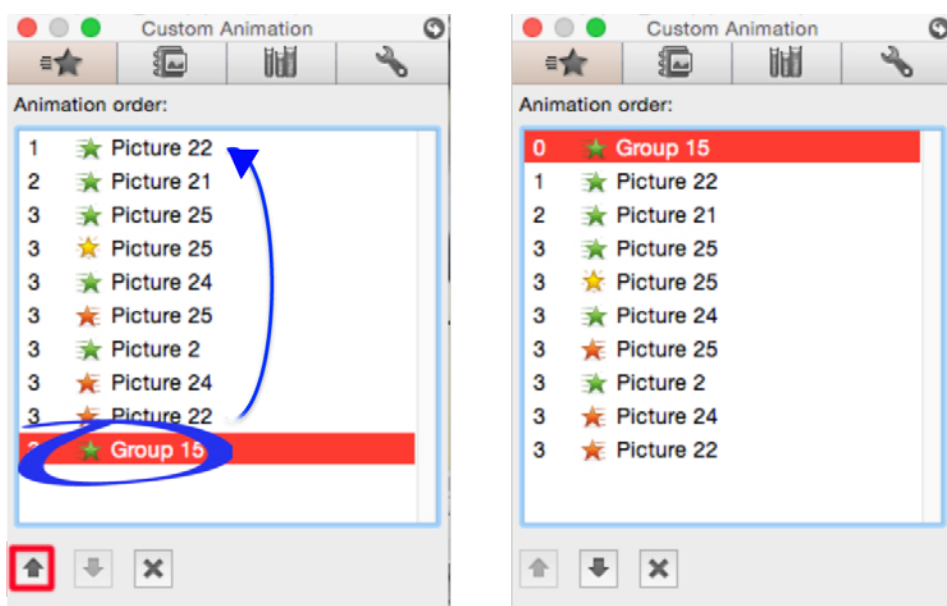 Custom Animation
Animation order:
1 Picture 22
2 Picture 21
3 Picture 25
3 Picture 25
3 Picture 24
3 Picture 25
3 Picture 2
3 Picture 24
3 Picture 22
Group 15
Custom Animation
Animation order:
0 Group 15
1 Picture 22
2 Picture 21
3 Picture 25
3 Picture 25
3 Picture 24
3 Picture 25
3 Picture 2
3 Picture 24
3 Picture 22